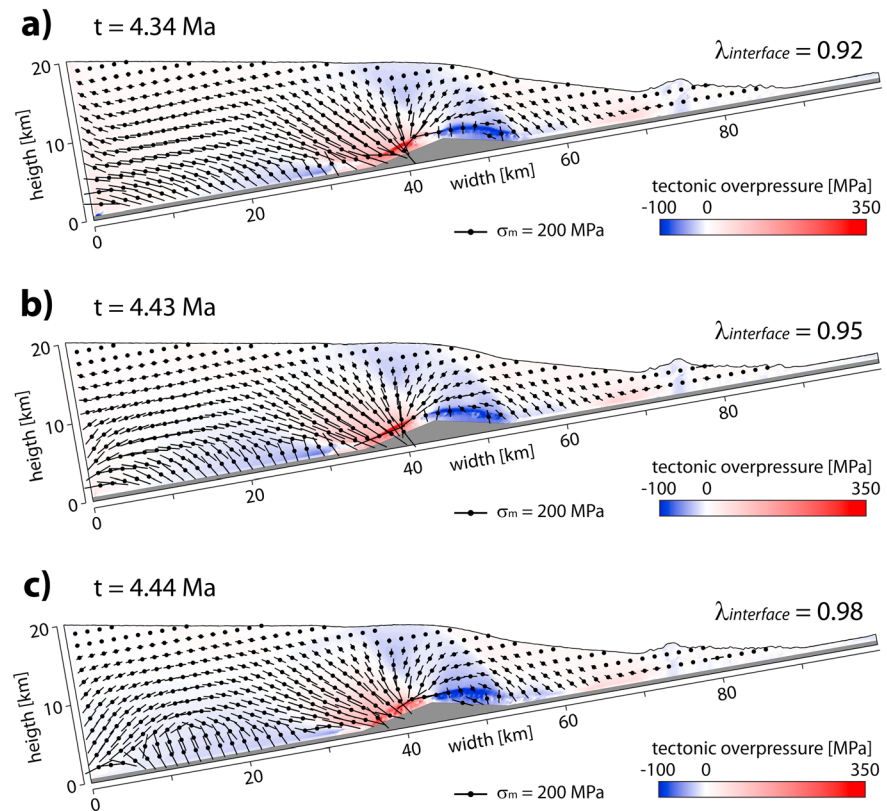 a)
t = 4.34 Ma
λinterface = 0.92
20
10
0
heigth [km]
0
20
40
60
80
width [km]
σm = 200 MPa
tectonic overpressure [MPa]
-100 0 350
b)
t = 4.43 Ma
λinterface = 0.95
20
10
0
heigth [km]
0
20
40
60
80
width [km]
σm = 200 MPa
tectonic overpressure [MPa]
-100 0 350
c)
t = 4.44 Ma
λinterface = 0.98
20
10
0
heigth [km]
0
20
40
60
80
width [km]
σm = 200 MPa
tectonic overpressure [MPa]
-100 0 350